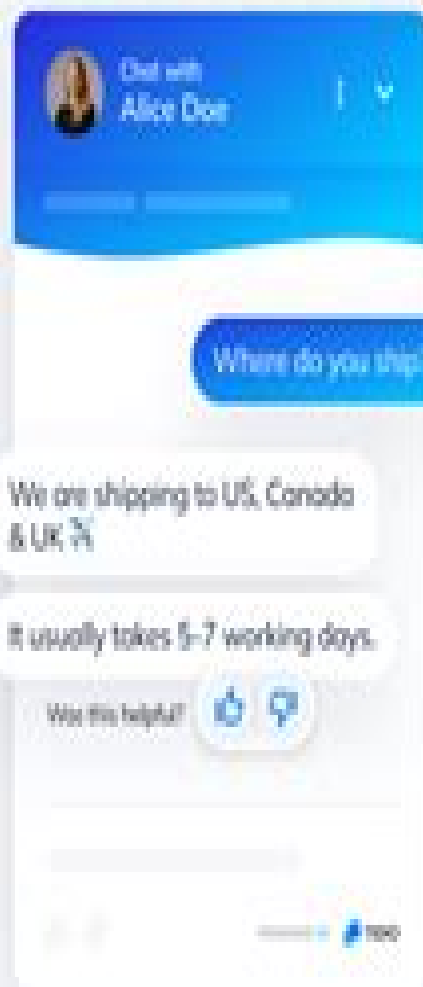 Chat with
Alice Doe
Where do you ship?
We are shipping to US, Canada
& UK
It usually takes 5-7 working days.
Was this helpful?